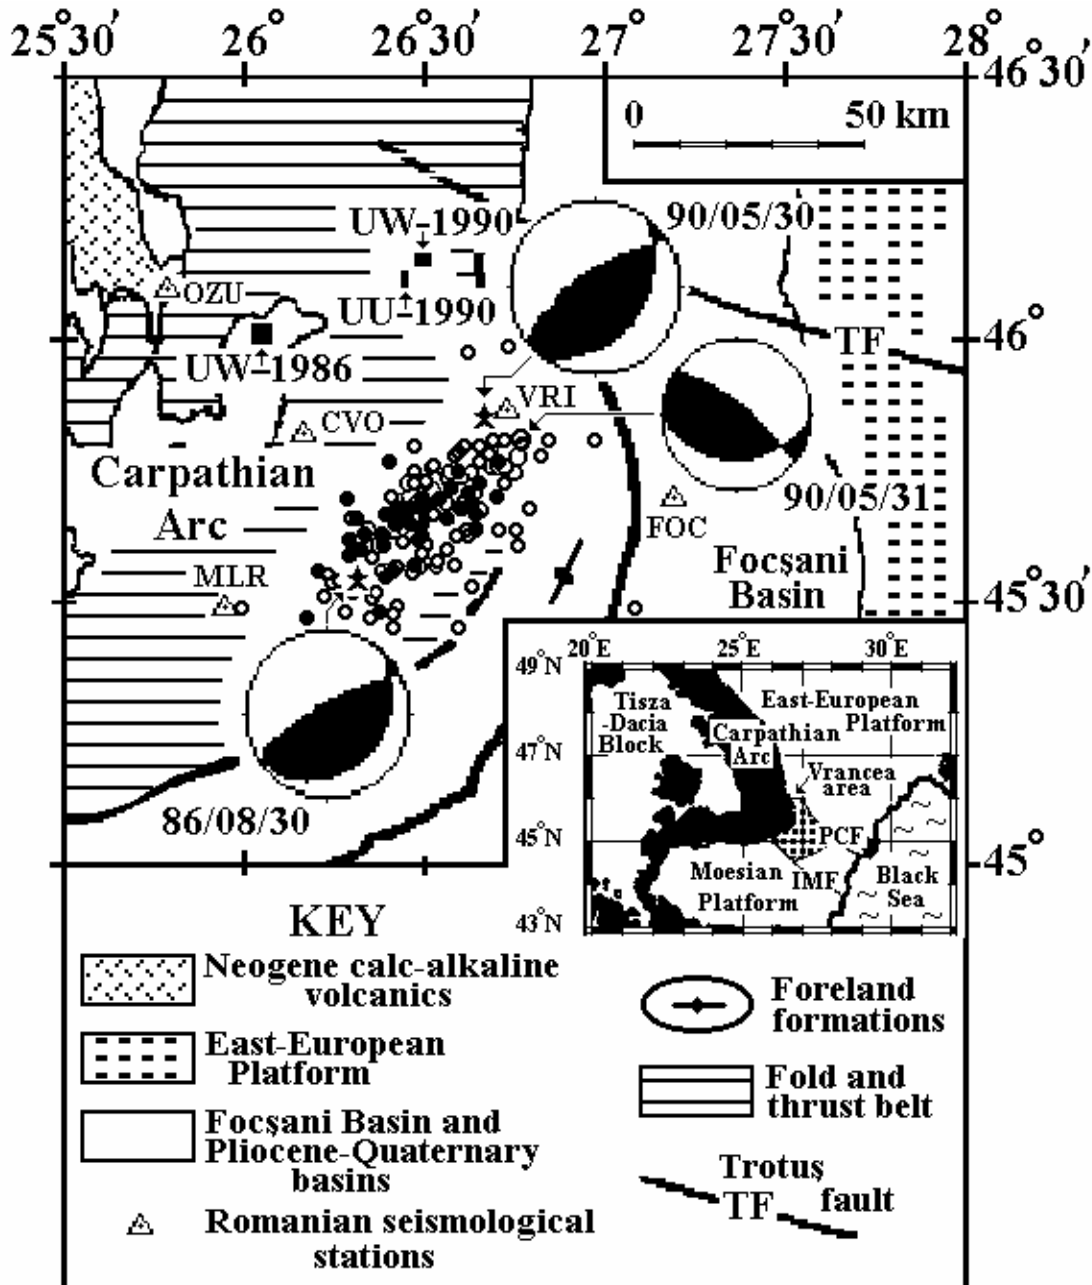 25°30′ 26° 26°30′ 27° 27°30′ 28°
46°30′
0 50 km
UW-1990
90/05/30
OZU
UU-1990
46°
TF
UW-1986
VRI
CVO
Carpathian
Arc
90/05/31
FOC
Focşani
Basin
MLR
45°30′
20°E 25°E 30°E
49°N
Tisza
-Dacia
Block
East-European
Platform
Carpathian
Arc
47°N
Vrancea
area
86/08/30
PCF
45°N
45°
Moesian
Platform
IMF
Black
Sea
43°N
KEY
Neogene calc-alkaline
volcanics
East-European
Platform
Focşani Basin and
Pliocene-Quaternary
basins
Romanian seismological
stations
Foreland
formations
Fold and
thrust belt
Trotuş
TF fault